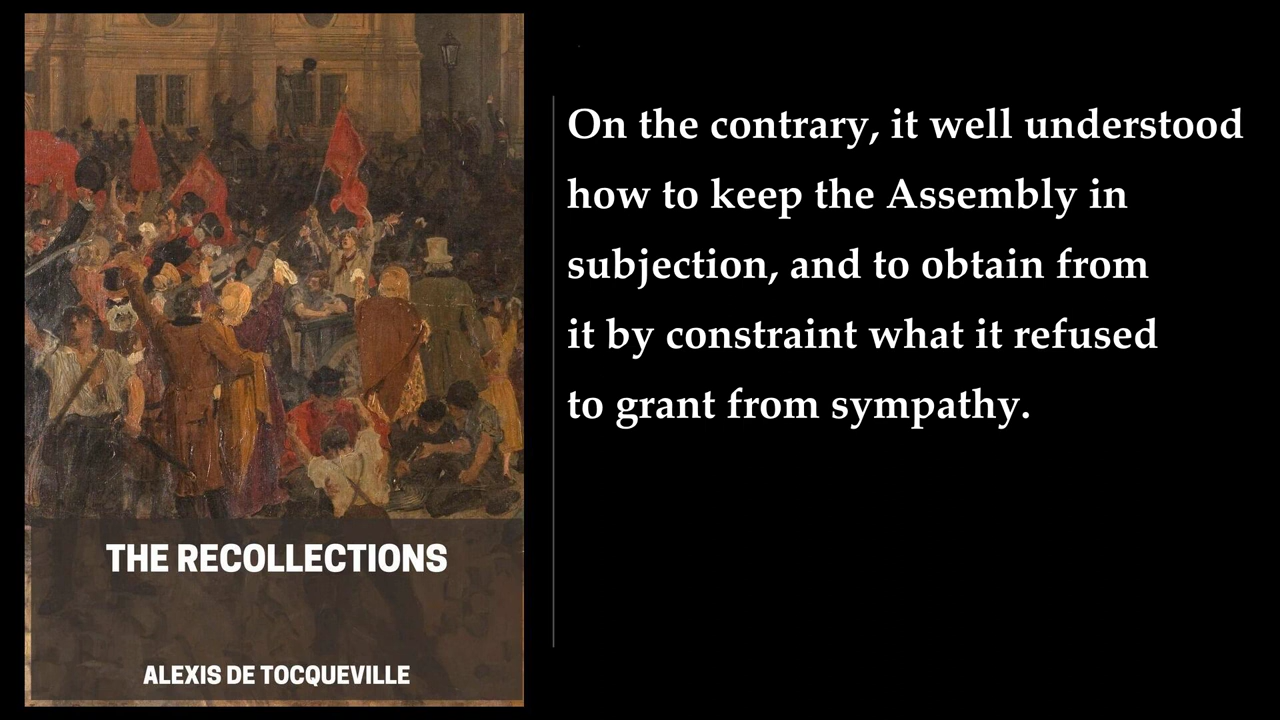 THE RECOLLECTIONS
ALEXIS DE TOCQUEVILLE
On the contrary, it well understood
how to keep the Assembly in
subjection, and to obtain from
it by constraint what it refused
to grant from sympathy.